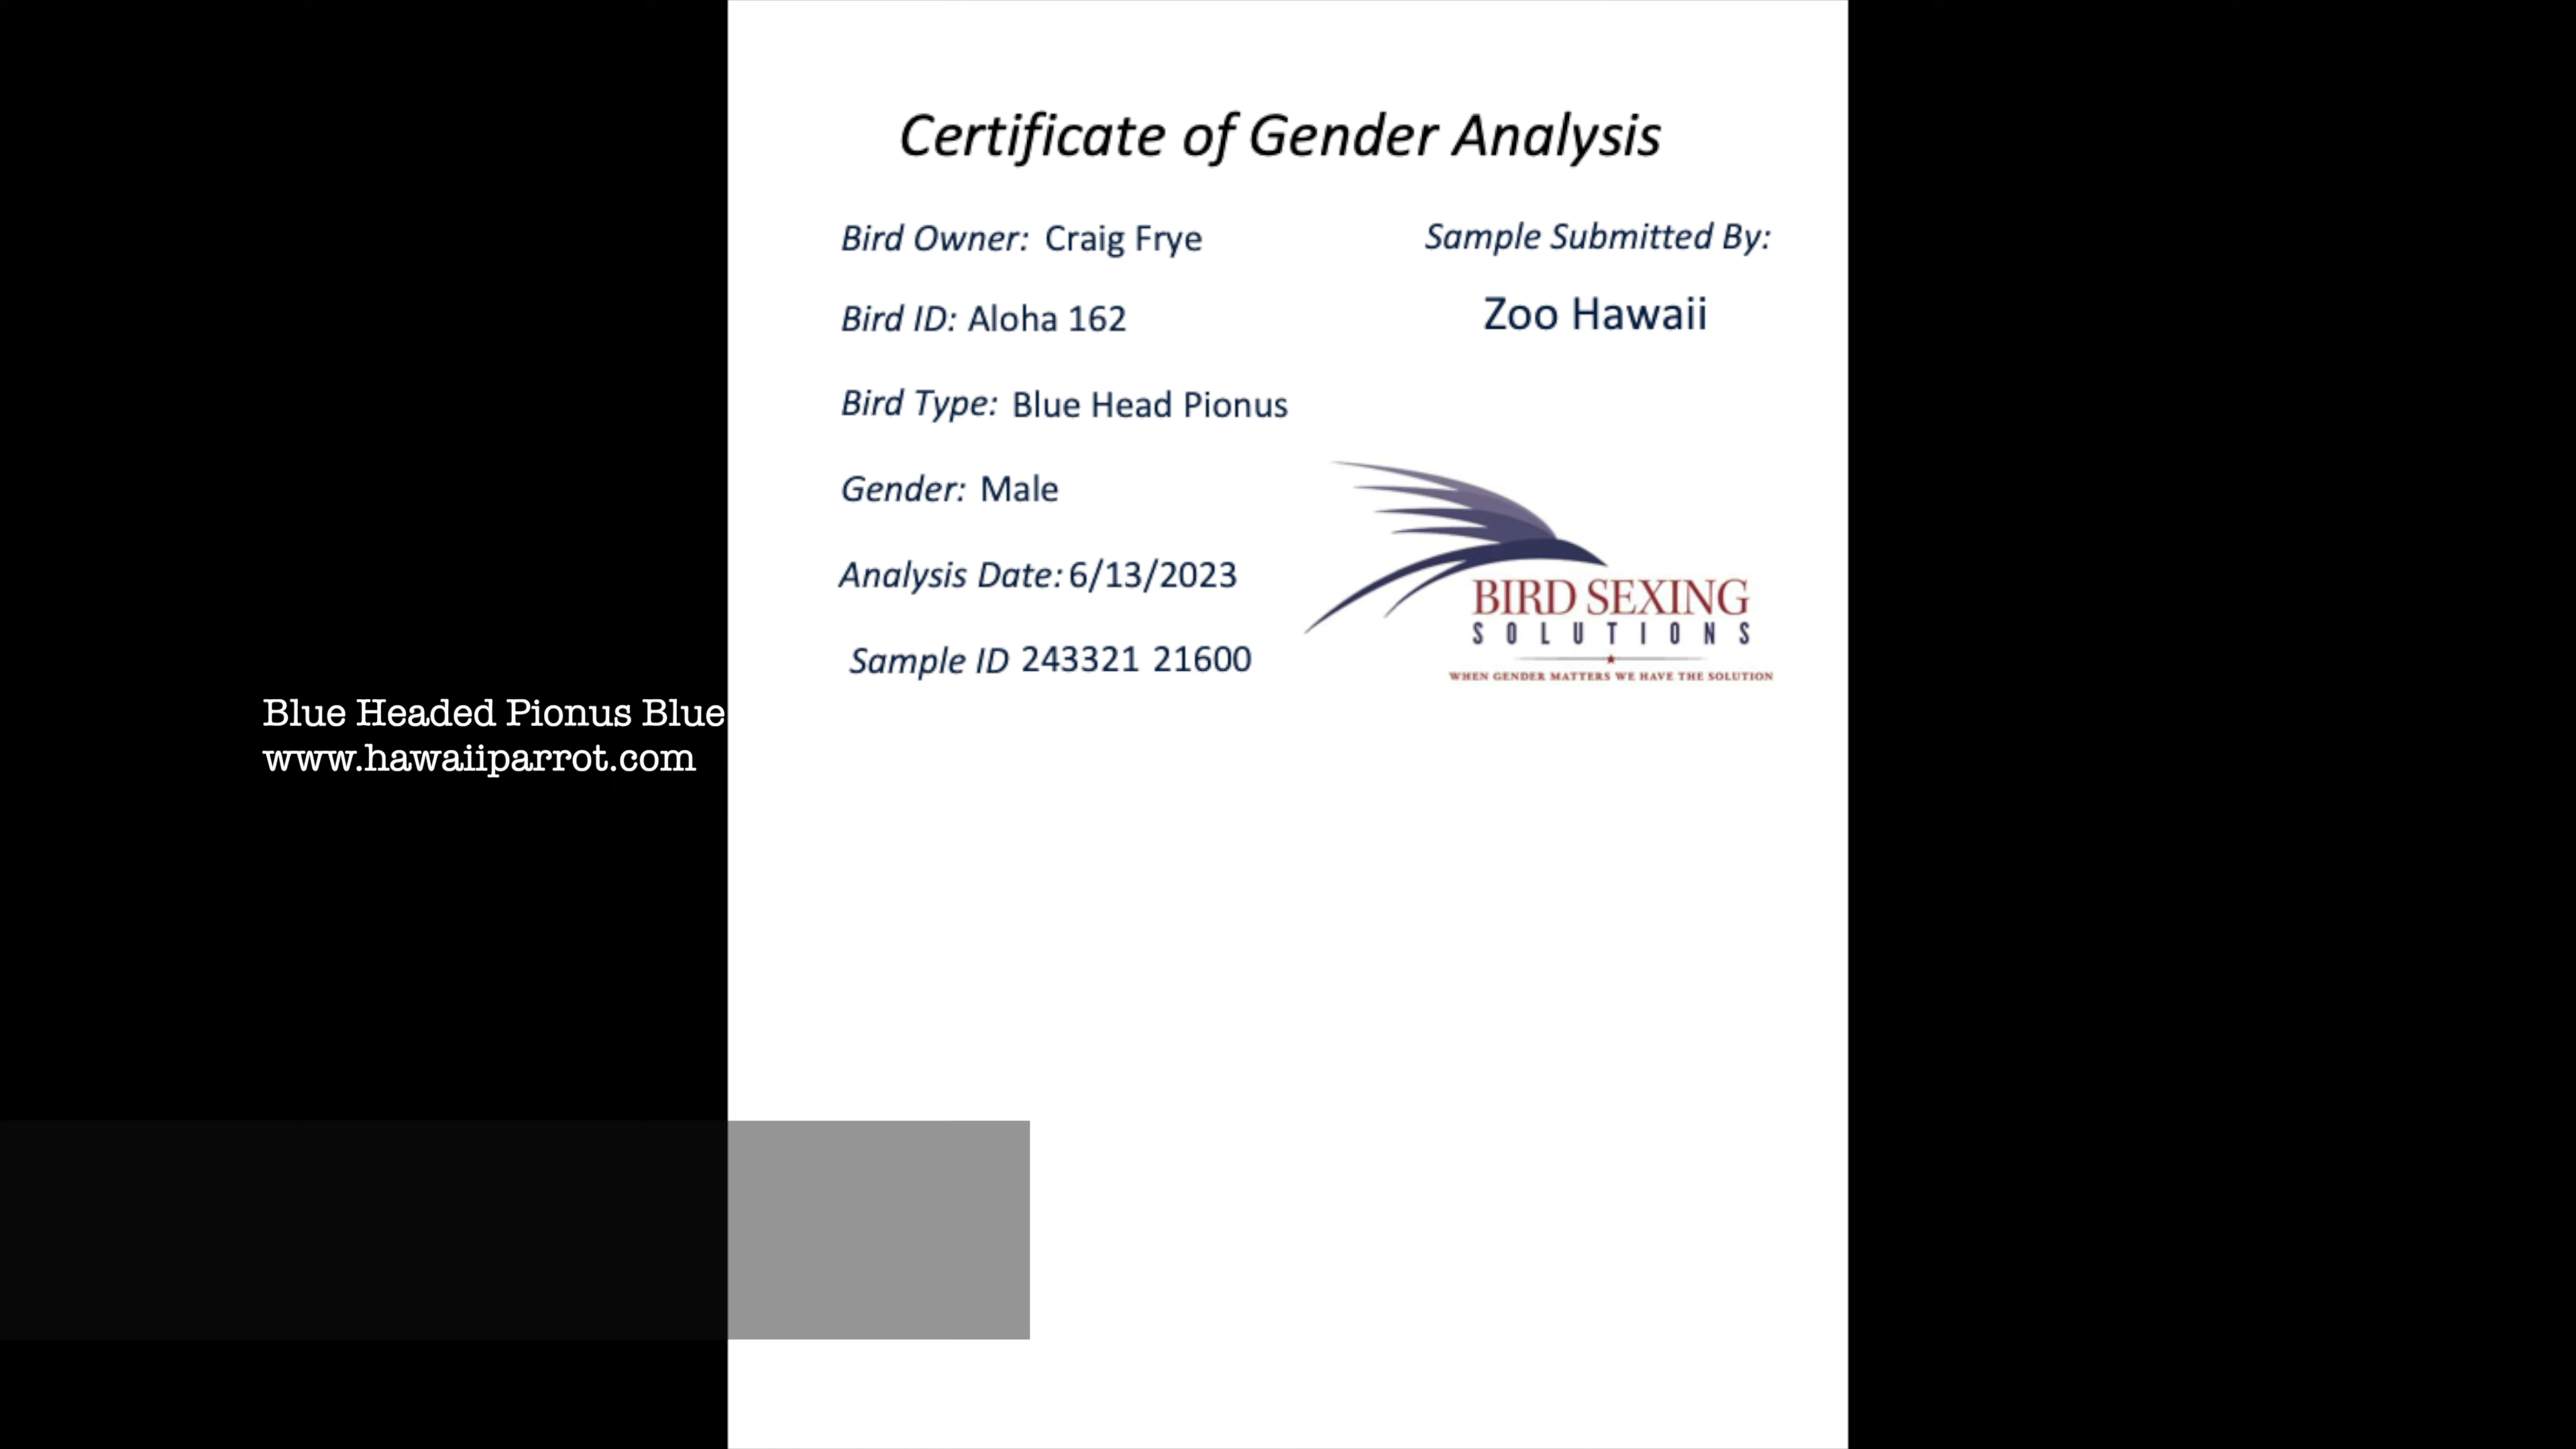 Certificate of Gender Analysis
Bird Owner: Craig Frye
Sample Submitted By:
Bird ID: Aloha 162
Zoo Hawaii
Bird Type: Blue Head Pionus
Gender: Male
Analysis Date: 6/13/2023
BIRD SEXING
SOLUTIONS
WHEN GENDER MATTERS WE HAVE THE SOLUTION
Sample ID 243321 21600
Blue Headed Pionus Blue
www.hawaiiparrot.com